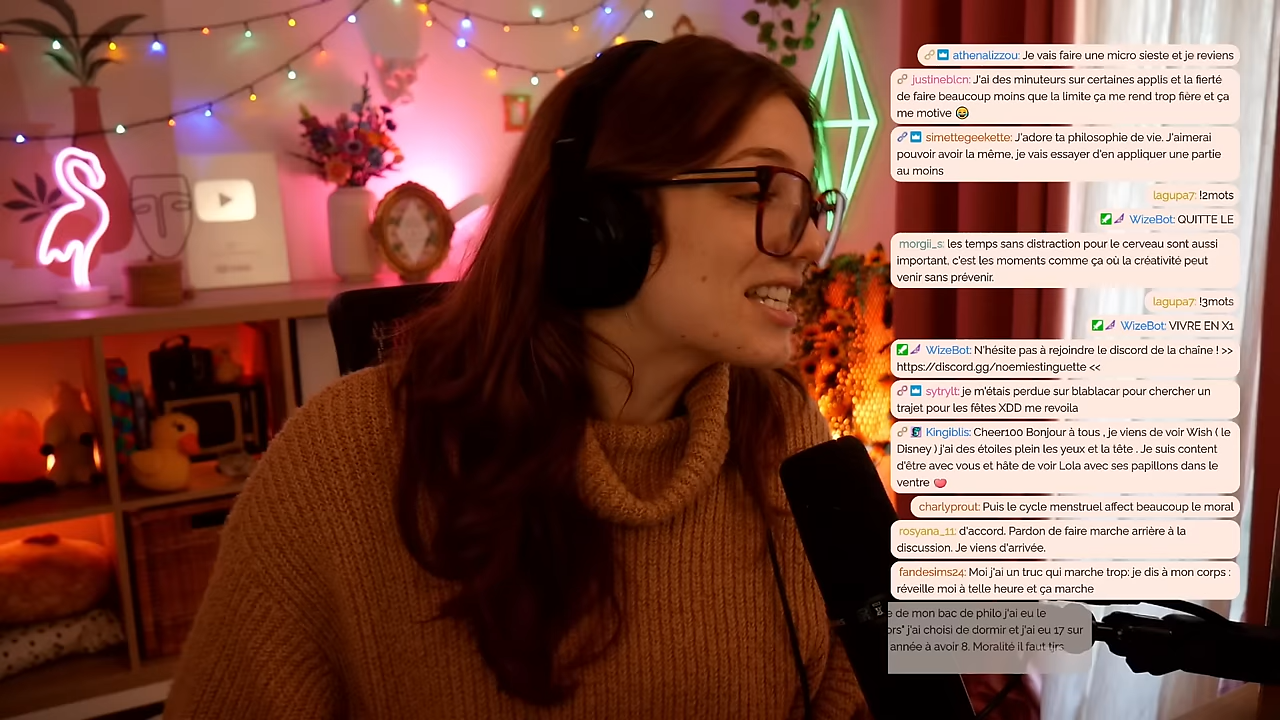 athenalizzou: Je vais faire une micro sieste et je reviens
justineblcn: J'ai des minuteurs sur certaines applis et la fierté
de faire beaucoup moins que la limite ça me rend trop fière et ça
me motive 😂
simettegeekette: J'adore ta philosophie de vie. J'aimerai
pouvoir avoir la même, je vais essayer d'en appliquer une partie
au moins
lagupa7: !2mots
WizeBot: QUITTE LE
morgii_s: les temps sans distraction pour le cerveau sont aussi
important, c'est les moments comme ça où la créativité peut
venir sans prévenir.
lagupa7: !3mots
WizeBot: VIVRE EN X1
WizeBot: N'hésite pas à rejoindre le discord de la chaîne ! >>
https://discord.gg/noemiestinguette <<
sytrylt: je m'étais perdue sur blablacar pour chercher un
trajet pour les fêtes XDD me revoila
Kingiblis: Cheer100 Bonjour à tous , je viens de voir Wish ( le
Disney ) j'ai des étoiles plein les yeux et la tête . Je suis content
d'être avec vous et hâte de voir Lola avec ses papillons dans le
ventre
charlyprout: Puis le cycle menstruel affect beaucoup le moral
rosyana_11: d'accord. Pardon de faire marche arrière à la
discussion. Je viens d'arrivée.
fandesims24: Moi j'ai un truc qui marche trop: je dis à mon corps :
réveille moi à telle heure et ça marche
e de mon bac de philo j'ai eu le
ors" j'ai choisi de dormir et j'ai eu 17 sur
année à avoir 8. Moralité il faut